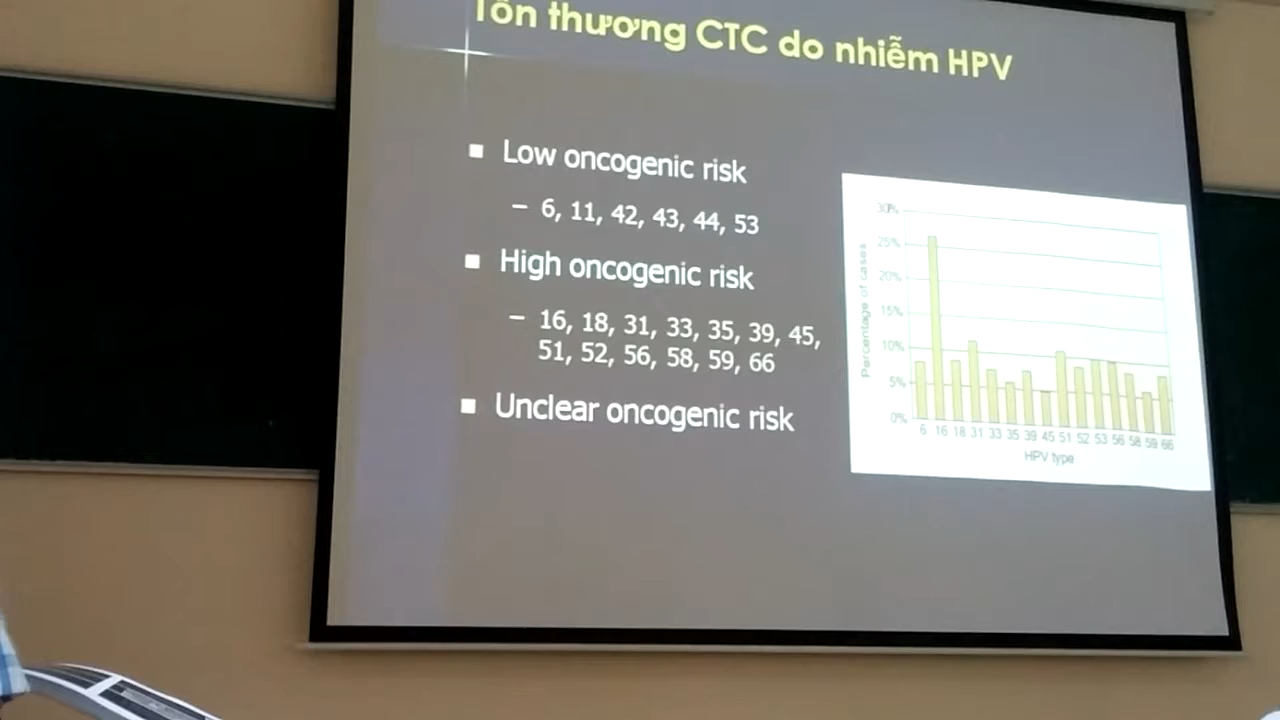 Tổn thương CTC do nhiễm HPV
Low oncogenic risk
– 6, 11, 42, 43, 44, 53
High oncogenic risk
– 16, 18, 31, 33, 35, 39, 45,
51, 52, 56, 58, 59, 66
Unclear oncogenic risk
Percentage of cases
30%
25%
20%
15%
10%
5%
0%
6 16 18 31 33 35 39 45 51 52 53 56 58 59 66
HPV type